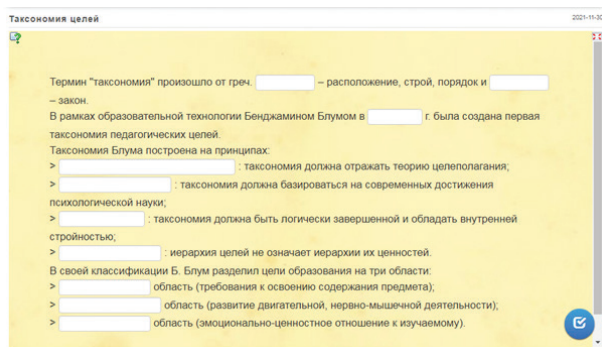 Таксономия целей
2021-11-30
Термин "таксономия" произошло от греч. – расположение, строй, порядок и
– закон.
В рамках образовательной технологии Бенджамином Блумом в г. была создана первая
таксономия педагогических целей.
Таксономия Блума построена на принципах:
> : таксономия должна отражать теорию целеполагания;
> : таксономия должна базироваться на современных достижения
психологической науки;
> : таксономия должна быть логически завершенной и обладать внутренней
стройностью;
> : иерархия целей не означает иерархии их ценностей.
В своей классификации Б. Блум разделил цели образования на три области:
> область (требования к освоению содержания предмета);
> область (развитие двигательной, нервно-мышечной деятельности);
> область (эмоционально-ценностное отношение к изучаемому).